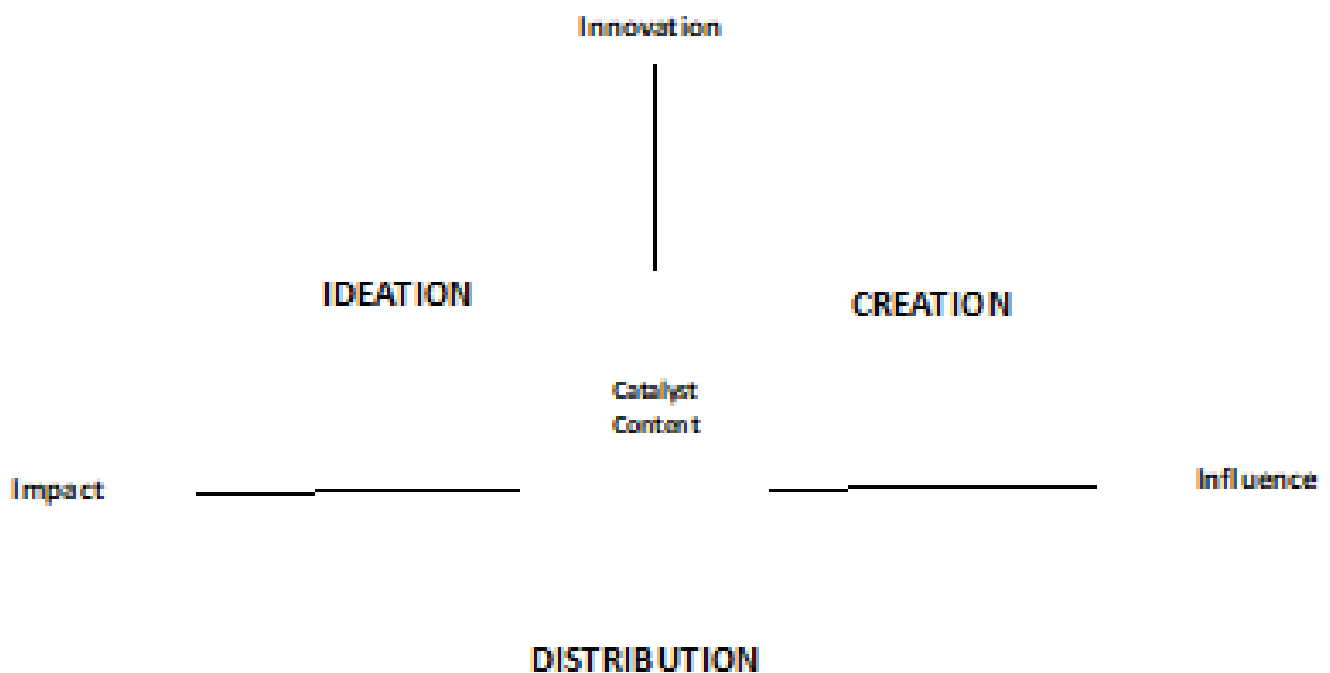 Innovation
IDEATION
CREATION
Catalyst
Content
Impact
Influence
DISTRIBUTION